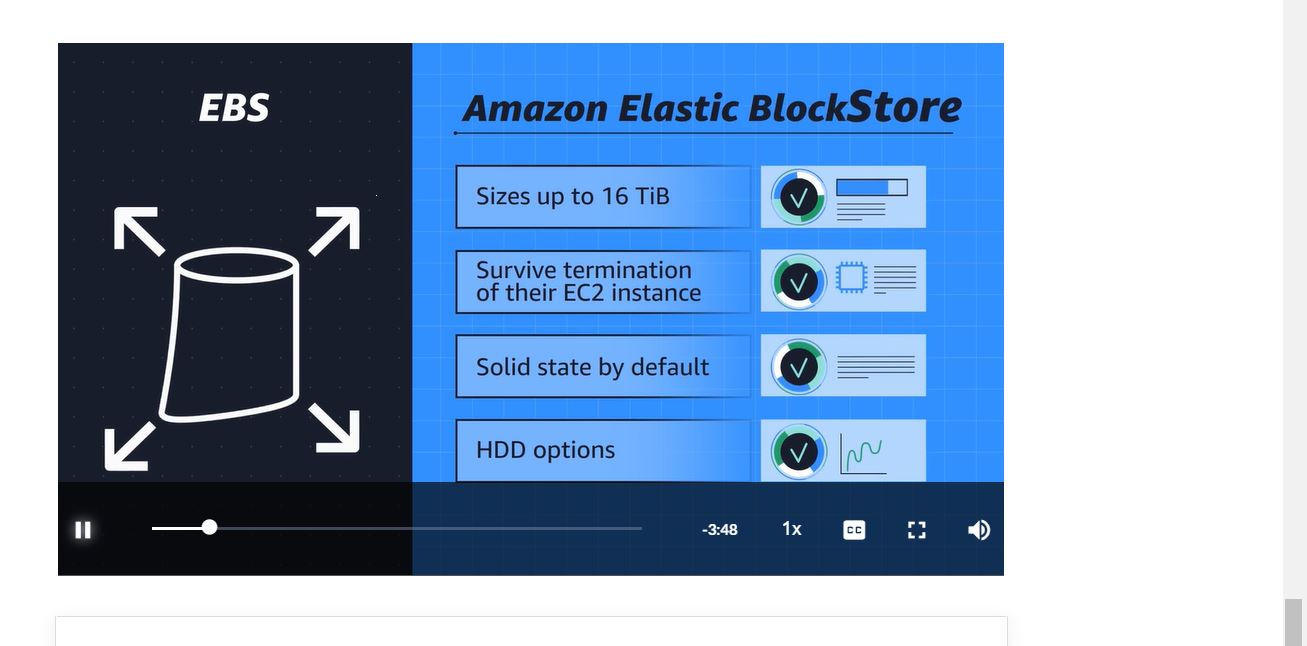 EBS
Amazon Elastic BlockStore
Sizes up to 16 TiB
Survive termination
of their EC2 instance
Solid state by default
HDD options
-3:48
1x
CC